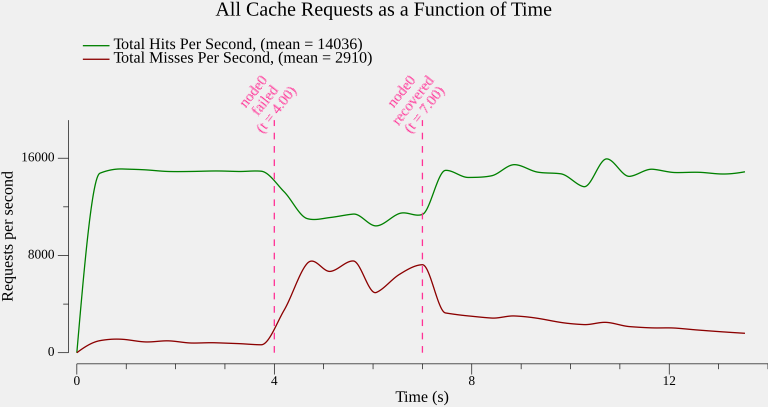 All Cache Requests as a Function of Time
Total Hits Per Second, (mean = 14036)
Total Misses Per Second, (mean = 2910)
node0
failed
(t = 4.00)
node0
recovered
(t = 7.00)
16000
8000
0
Requests per second
0 4 8 12
Time (s)